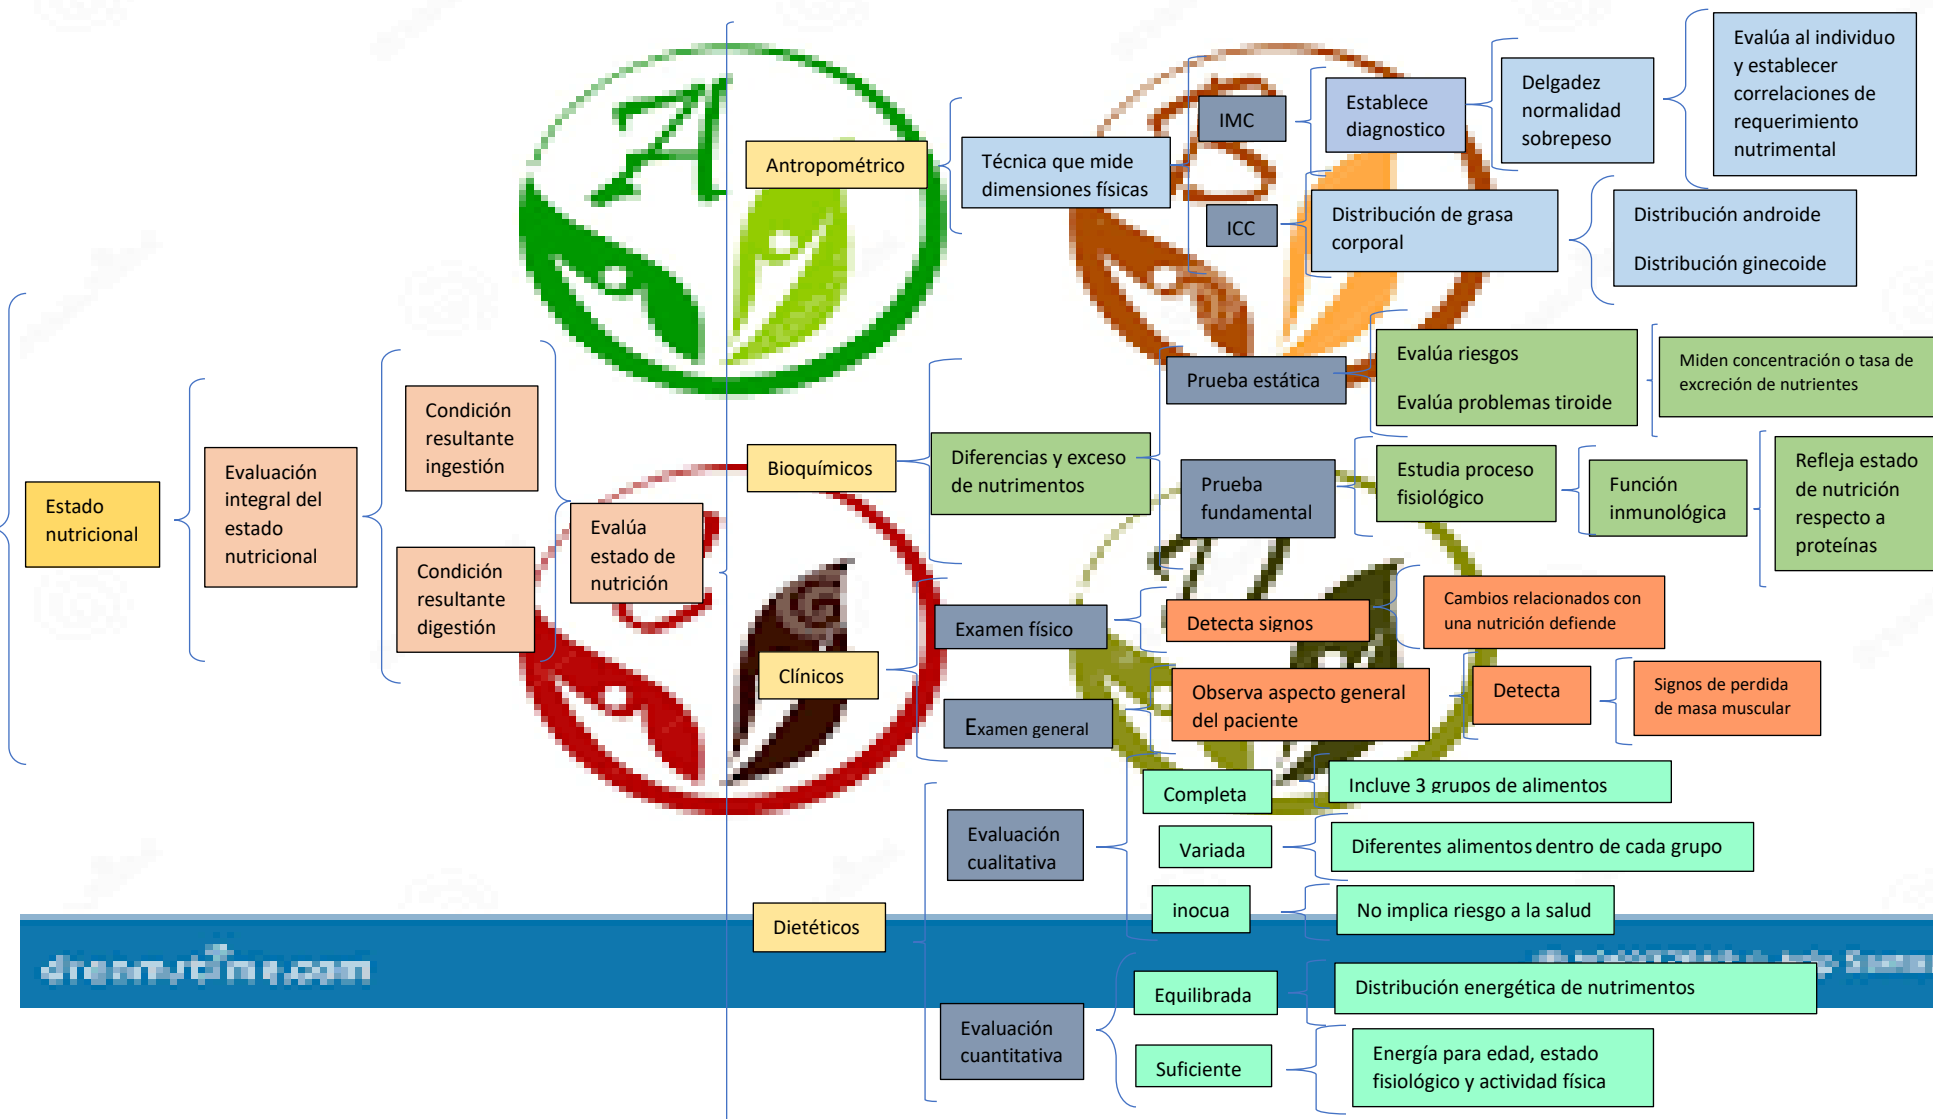 Estado
nutricional
Evaluación
integral del
estado
nutricional
Condición
resultante
ingestión
Condición
resultante
digestión
Evalúa
estado de
nutrición
Antropométrico
Técnica que mide
dimensiones físicas
IMC
Establece
diagnostico
Delgadez
normalidad
sobrepeso
Evalúa al individuo
y establecer
correlaciones de
requerimiento
nutrimental
ICC
Distribución de grasa
corporal
Distribución androide
Distribución ginecoide
Bioquímicos
Diferencias y exceso
de nutrimentos
Prueba estática
Evalúa riesgos
Evalúa problemas tiroide
Miden concentración o tasa de
excreción de nutrientes
Prueba
fundamental
Estudia proceso
fisiológico
Función
inmunológica
Refleja estado
de nutrición
respecto a
proteínas
Clínicos
Examen físico
Detecta signos
Cambios relacionados con
una nutrición defiende
Examen general
Observa aspecto general
del paciente
Detecta
Signos de perdida
de masa muscular
Dietéticos
Evaluación
cualitativa
Completa
Incluye 3 grupos de alimentos
Variada
Diferentes alimentos dentro de cada grupo
inocua
No implica riesgo a la salud
Evaluación
cuantitativa
Equilibrada
Distribución energética de nutrimentos
Suficiente
Energía para edad, estado
fisiológico y actividad física
dreamstime.com